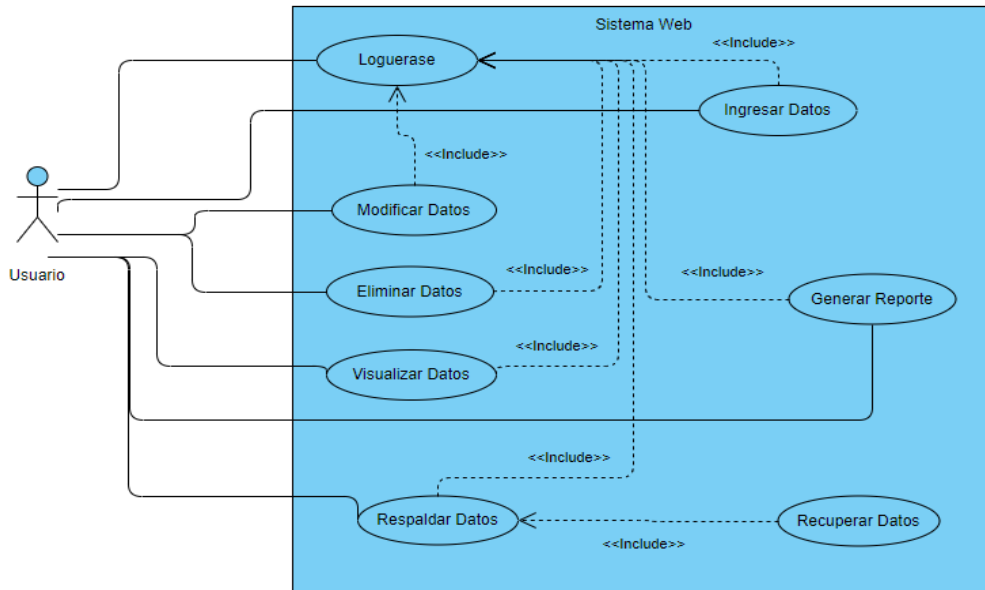 Sistema Web
<<Include>>
Loguerase
Ingresar Datos
<<Include>>
Modificar Datos
Usuario
<<Include>>
<<Include>>
Eliminar Datos
Generar Reporte
<<Include>>
Visualizar Datos
<<Include>>
Respaldar Datos
Recuperar Datos
<<Include>>